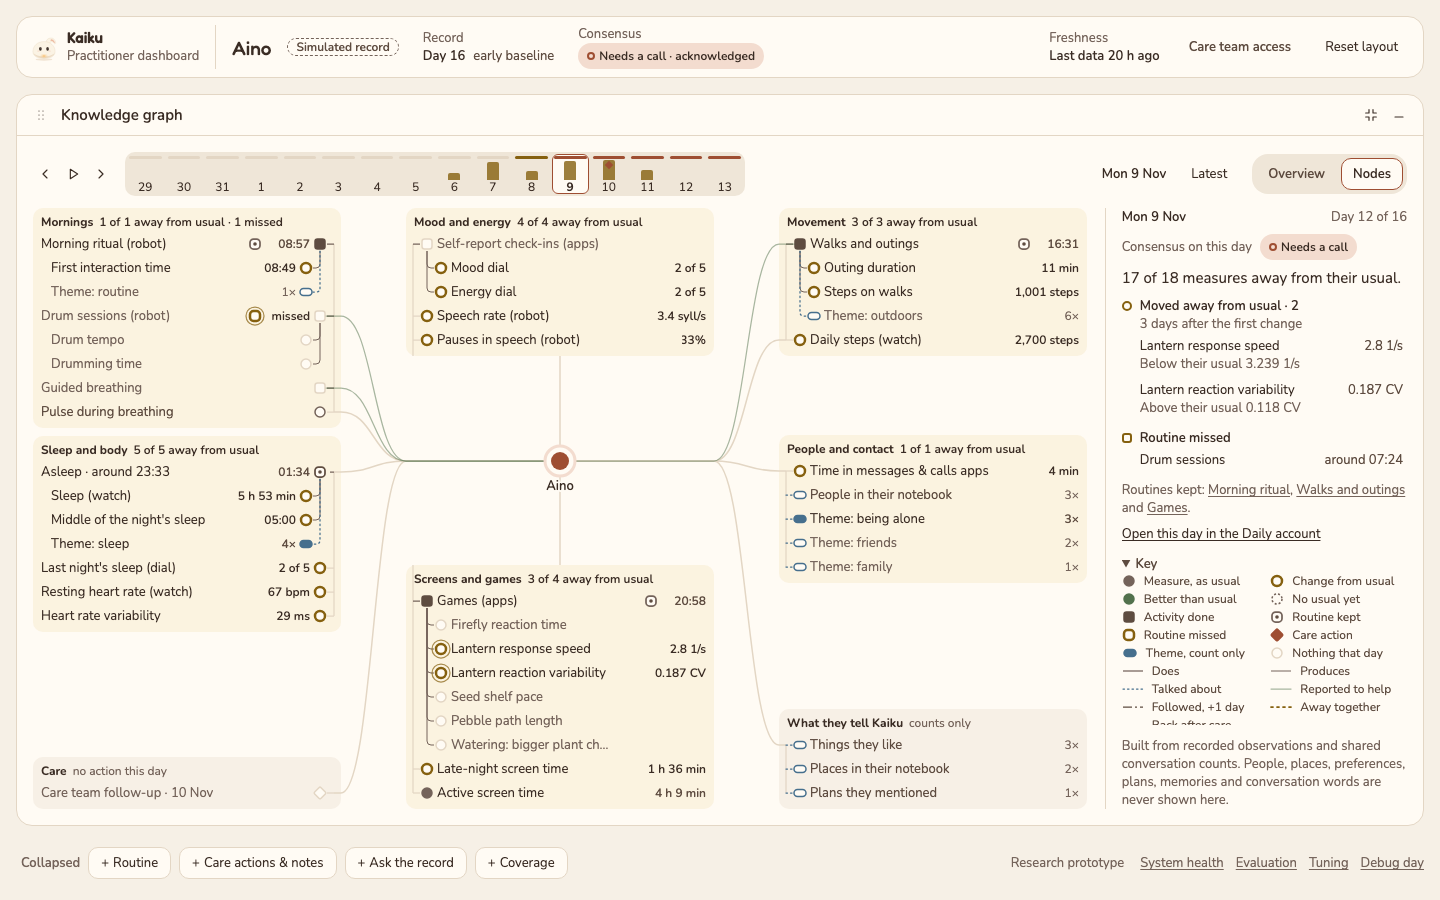 Kaiku
Practitioner dashboard
Aino
Simulated record
Record
Day 16 early baseline
Consensus
Needs a call · acknowledged
Freshness
Last data 20 h ago
Care team access
Reset layout
Knowledge graph
29 30 31 1 2 3 4 5 6 7 8 9 10 11 12 13
Mon 9 Nov
Latest
Overview
Nodes
Mornings 1 of 1 away from usual · 1 missed
Morning ritual (robot) 08:57
First interaction time 08:49
Theme: routine 1×
Drum sessions (robot) missed
Drum tempo
Drumming time
Guided breathing
Pulse during breathing
Sleep and body 5 of 5 away from usual
Asleep · around 23:33 01:34
Sleep (watch) 5 h 53 min
Middle of the night's sleep 05:00
Theme: sleep 4×
Last night's sleep (dial) 2 of 5
Resting heart rate (watch) 67 bpm
Heart rate variability 29 ms
Care no action this day
Care team follow-up · 10 Nov
Mood and energy 4 of 4 away from usual
Self-report check-ins (apps)
Mood dial 2 of 5
Energy dial 2 of 5
Speech rate (robot) 3.4 syll/s
Pauses in speech (robot) 33%
Aino
Screens and games 3 of 4 away from usual
Games (apps) 20:58
Firefly reaction time
Lantern response speed 2.8 1/s
Lantern reaction variability 0.187 CV
Seed shelf pace
Pebble path length
Watering: bigger plant ch...
Late-night screen time 1 h 36 min
Active screen time 4 h 9 min
Movement 3 of 3 away from usual
Walks and outings 16:31
Outing duration 11 min
Steps on walks 1,001 steps
Theme: outdoors 6×
Daily steps (watch) 2,700 steps
People and contact 1 of 1 away from usual
Time in messages & calls apps 4 min
People in their notebook 3×
Theme: being alone 3×
Theme: friends 2×
Theme: family 1×
What they tell Kaiku counts only
Things they like 3×
Places in their notebook 2×
Plans they mentioned 1×
Mon 9 Nov Day 12 of 16
Consensus on this day Needs a call
17 of 18 measures away from their usual.
Moved away from usual · 2
3 days after the first change
Lantern response speed 2.8 1/s
Below their usual 3.239 1/s
Lantern reaction variability 0.187 CV
Above their usual 0.118 CV
Routine missed
Drum sessions around 07:24
Routines kept: Morning ritual, Walks and outings
and Games.
Open this day in the Daily account
Key
Measure, as usual Change from usual
Better than usual No usual yet
Activity done Routine kept
Routine missed Care action
Theme, count only Nothing that day
Does Produces
Talked about Reported to help
Followed, +1 day Away together
Back after care
Built from recorded observations and shared
conversation counts. People, places, preferences,
plans, memories and conversation words are
never shown here.
Collapsed
+ Routine
+ Care actions & notes
+ Ask the record
+ Coverage
Research prototype
System health
Evaluation
Tuning
Debug day